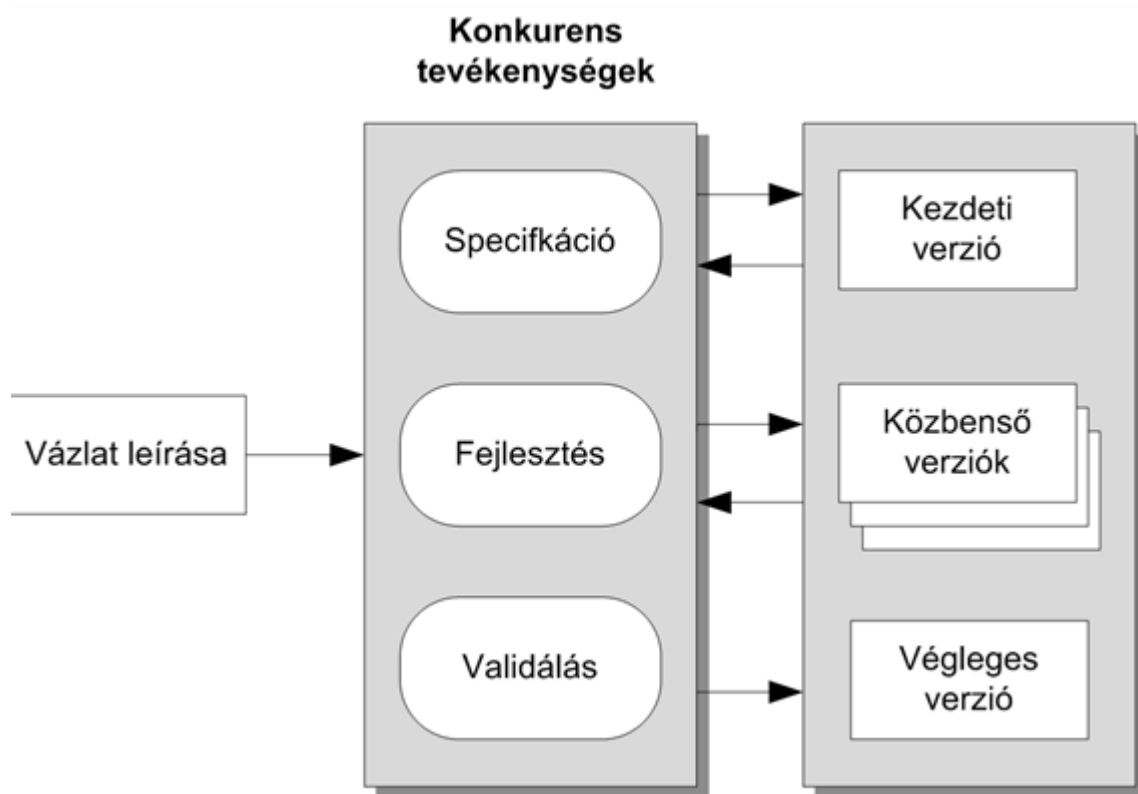 Konkurens
tevékenységek
Specifkáció
Kezdeti
verzió
Vázlat leírása
Fejlesztés
Közbenső
verziók
Validálás
Végleges
verzió